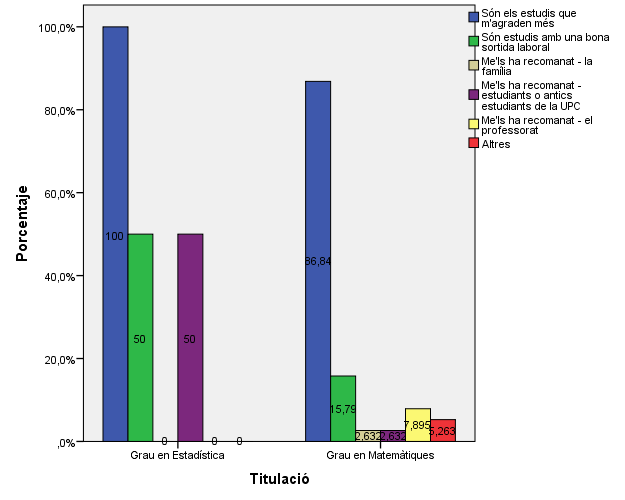 Són els estudis que
m'agraden més
Són estudis amb una bona
sortida laboral
Me'ls ha recomanat - la
família
Me'ls ha recomanat -
estudiants o antics
estudiants de la UPC
Me'ls ha recomanat - el
professorat
Altres
Porcentaje
100,0%
80,0%
60,0%
40,0%
20,0%
,0%
100
50
0
50
0
0
86,84
15,79
2,632
2,632
7,895
5,263
Grau en Estadística
Grau en Matemàtiques
Titulació